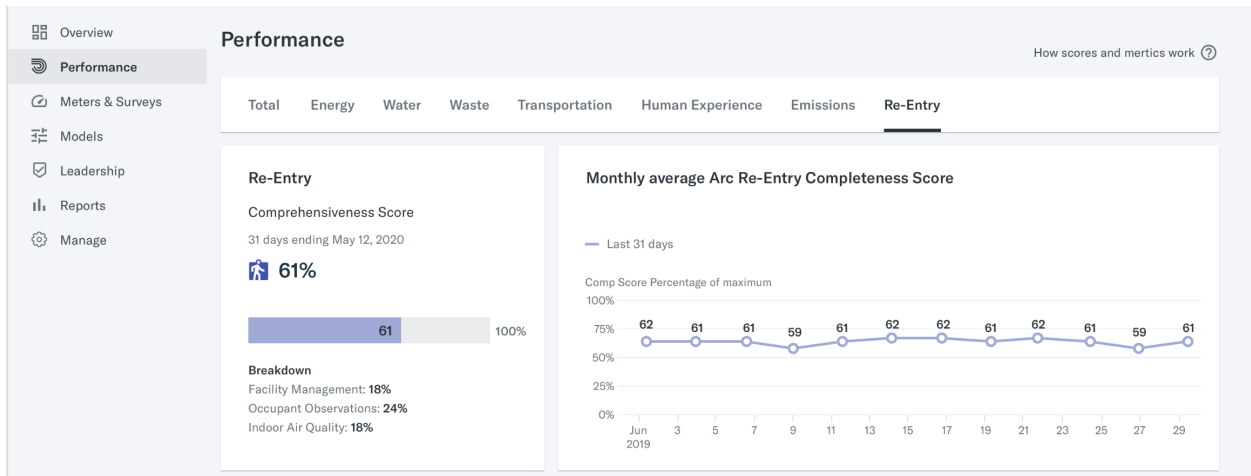 Overview
Performance
Meters & Surveys
Models
Leadership
Reports
Manage
Performance
How scores and mertics work ?
Total Energy Water Waste Transportation Human Experience Emissions Re-Entry
Re-Entry
Comprehensiveness Score
31 days ending May 12, 2020
61%
61 100%
Breakdown
Facility Management: 18%
Occupant Observations: 24%
Indoor Air Quality: 18%
Monthly average Arc Re-Entry Completeness Score
Last 31 days
Comp Score Percentage of maximum
100%
75%
50%
25%
0%
62 61 61 59 61 62 62 61 62 61 59 61
Jun 3 5 7 9 11 13 15 17 19 21 23 25 27 29
2019